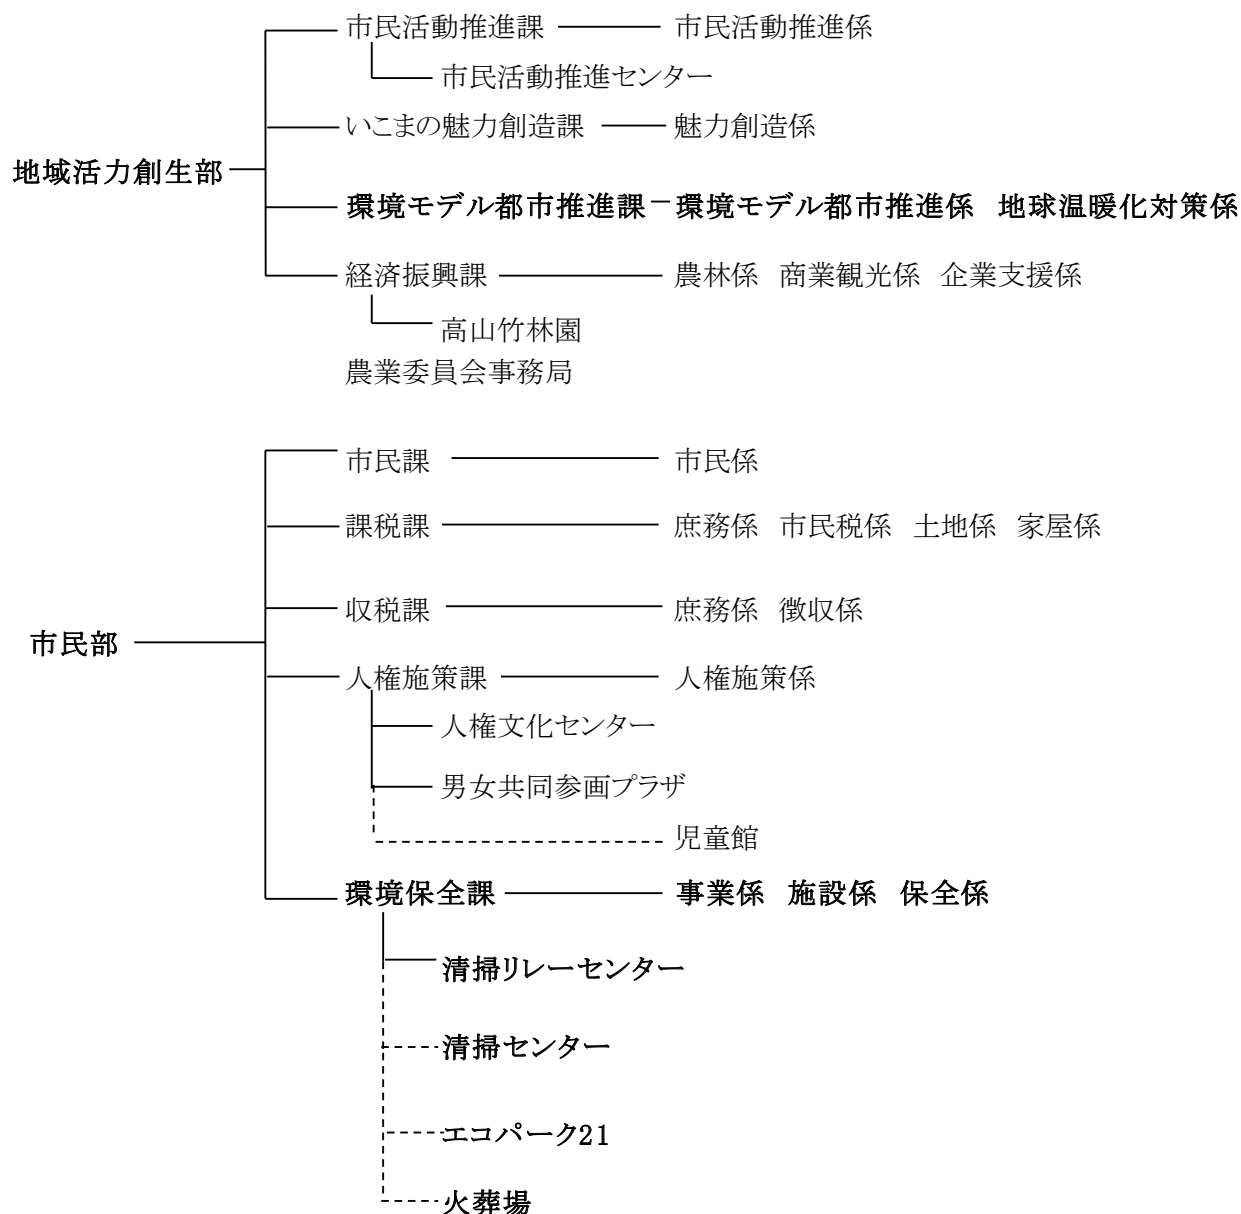 市民活動推進課 市民活動推進係
市民活動推進センター
いこまの魅力創造課 魅力創造係
地域活力創生部
環境モデル都市推進課 環境モデル都市推進係 地球温暖化対策係
経済振興課 農林係 商業観光係 企業支援係
高山竹林園
農業委員会事務局
市民課 市民係
課税課 庶務係 市民税係 土地係 家屋係
収税課 庶務係 徴収係
市民部
人権施策課 人権施策係
人権文化センター
男女共同参画プラザ
児童館
環境保全課 事業係 施設係 保全係
清掃リレーセンター
清掃センター
エコパーク21
火葬場